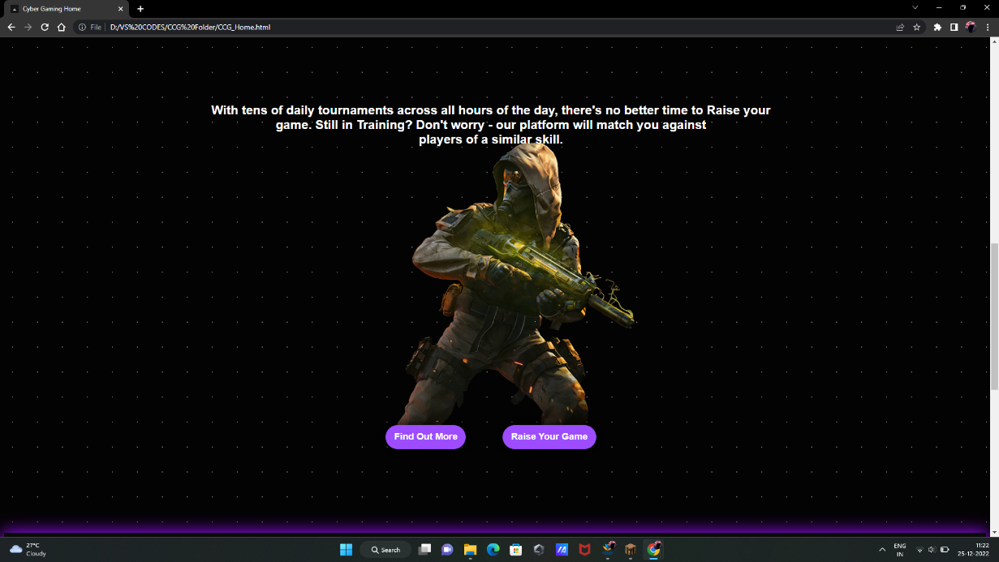 Cyber Gaming Home
File
D:/VS%20CODES/CCG%20Folder/CCG_Home.html
With tens of daily tournaments across all hours of the day, there's no better time to Raise your
game. Still in Training? Don't worry - our platform will match you against
players of a similar skill.
Find Out More
Raise Your Game
27°C
Cloudy
Search
ENG
IN
11:22
25-12-2022